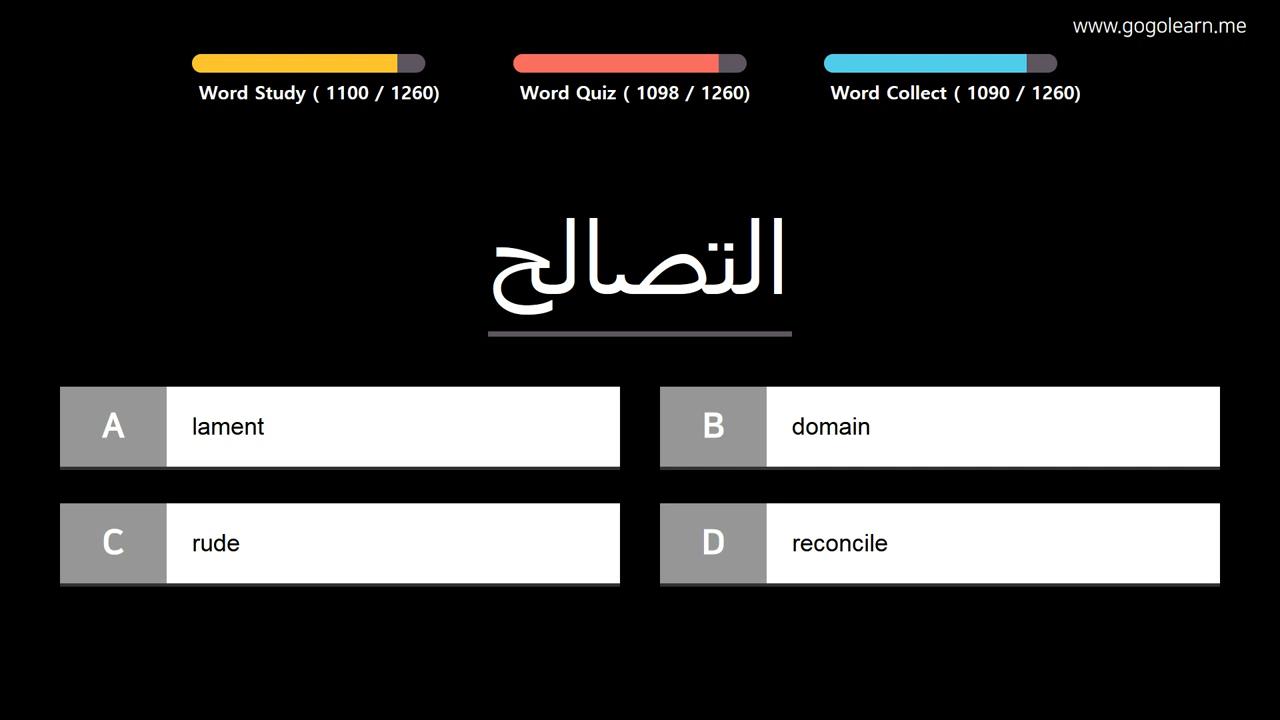 www.gogolearn.me
Word Study ( 1100 / 1260)
Word Quiz ( 1098 / 1260)
Word Collect ( 1090 / 1260)
التصالح
A lament
B domain
C rude
D reconcile